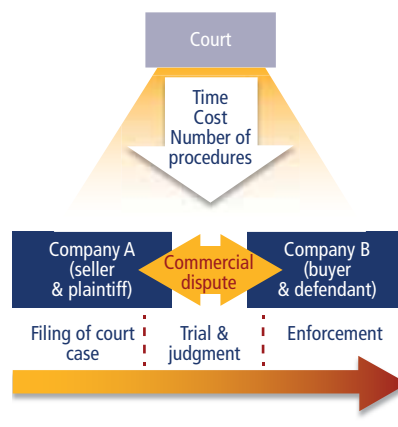 Court
Time
Cost
Number of
procedures
Company A
(seller
& plaintiff)
Commercial
dispute
Company B
(buyer
& defendant)
Filing of court
case
Trial &
judgment
Enforcement